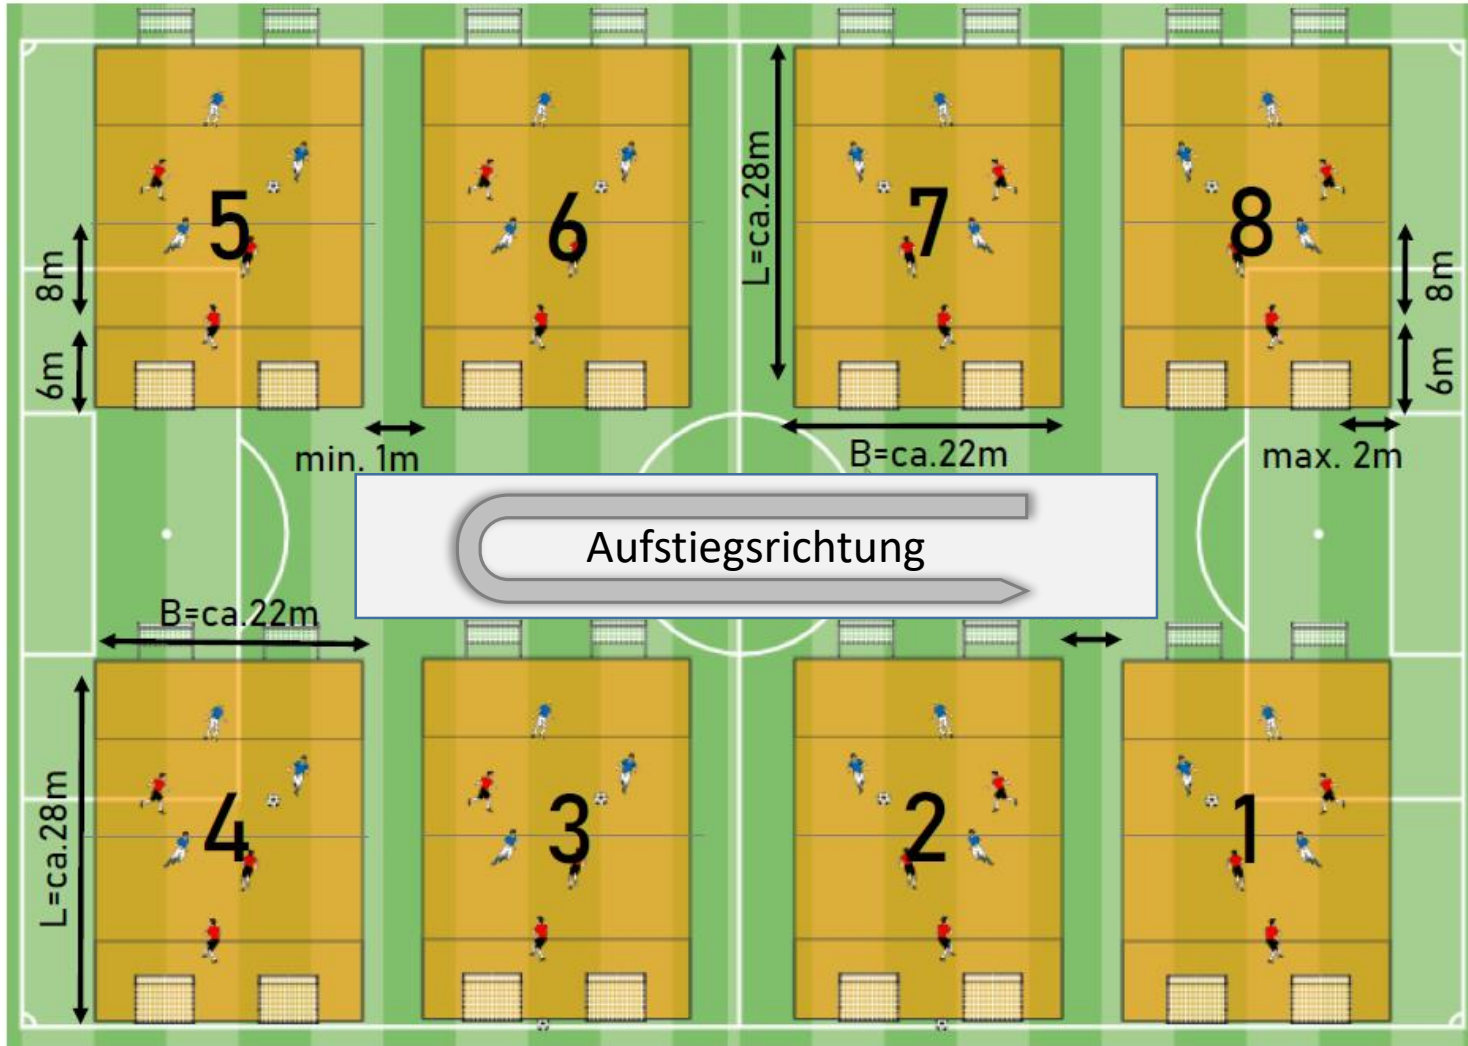 5
6
7
8
L=ca.28m
8m
6m
8m
6m
min. 1m
B=ca.22m
max. 2m
Aufstiegsrichtung
B=ca.22m
L=ca.28m
4
3
2
1